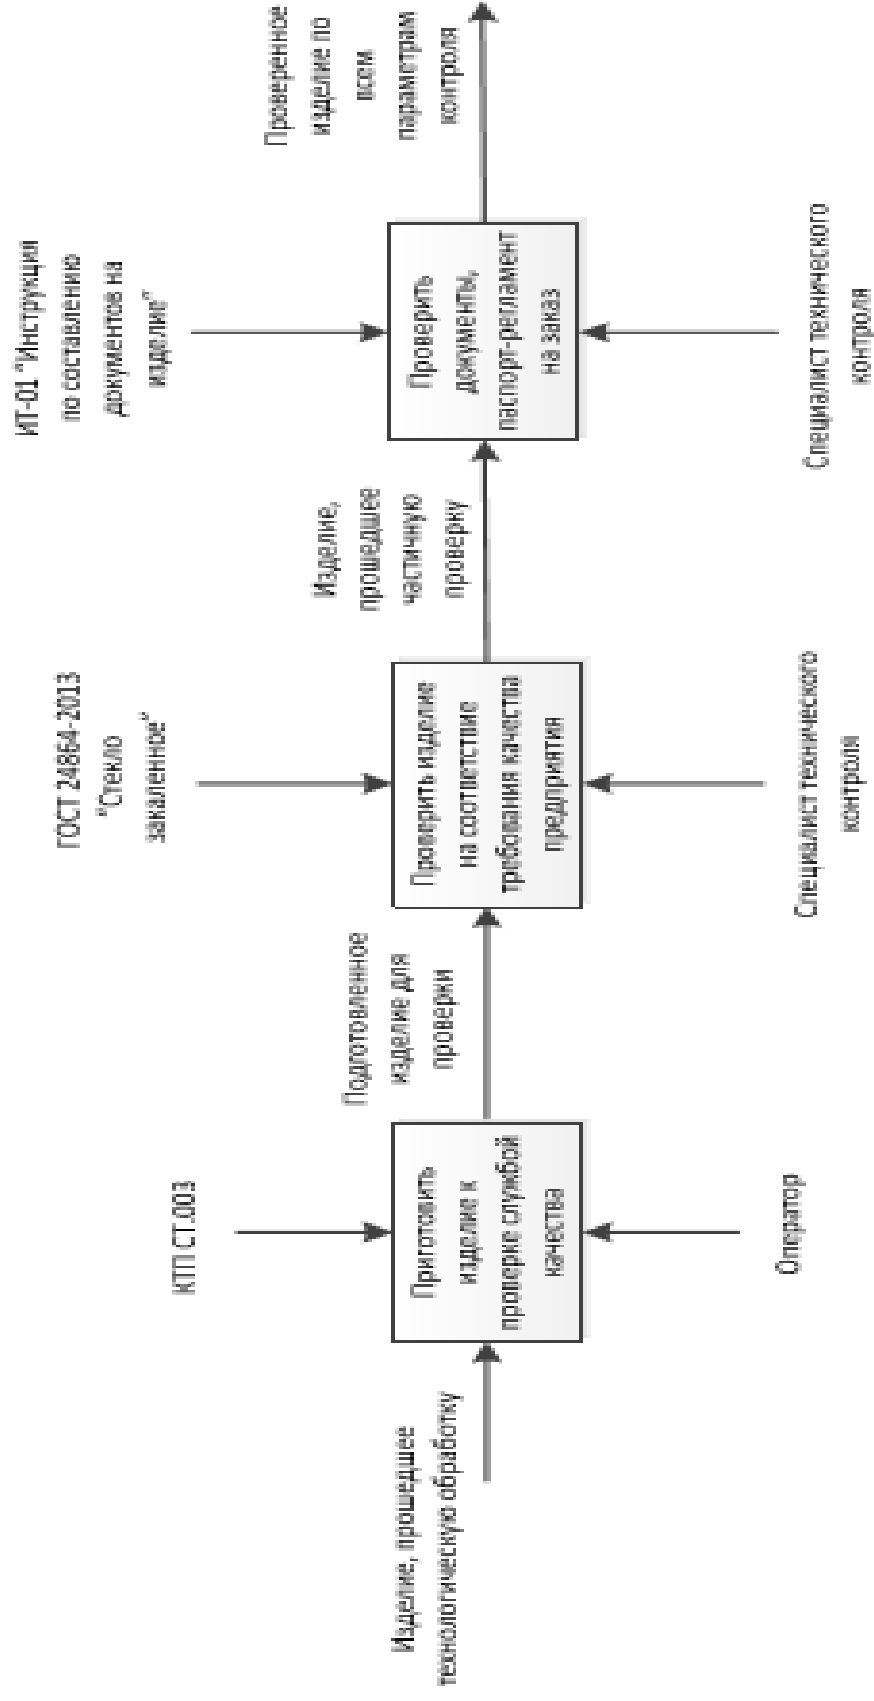 КТП СТ.003
ГОСТ 24864-2013
"Стекло
закаленное"
ИТ-01 "Инструкция
по составлению
документов на
изделие"
Изделие, прошедшее
технологическую обработку
Приготовить
изделие к
проверке службой
качества
Подготовленное
изделие для
проверки
Проверить изделие
на соответствие
требования качества
предприятия
Изделие,
прошедшее
частичную
проверку
Проверить
документы,
паспорт-регламент
на заказ
Проверенное
изделие по
всем
параметрам
контроля
Оператор
Специалист технического
контроля
Специалист технического
контроля